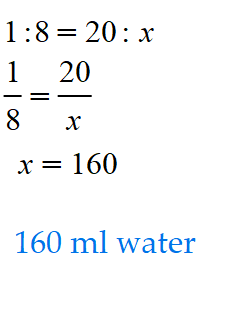 1:8 = 20: x
1/8 = 20/x
x = 160
160 ml water